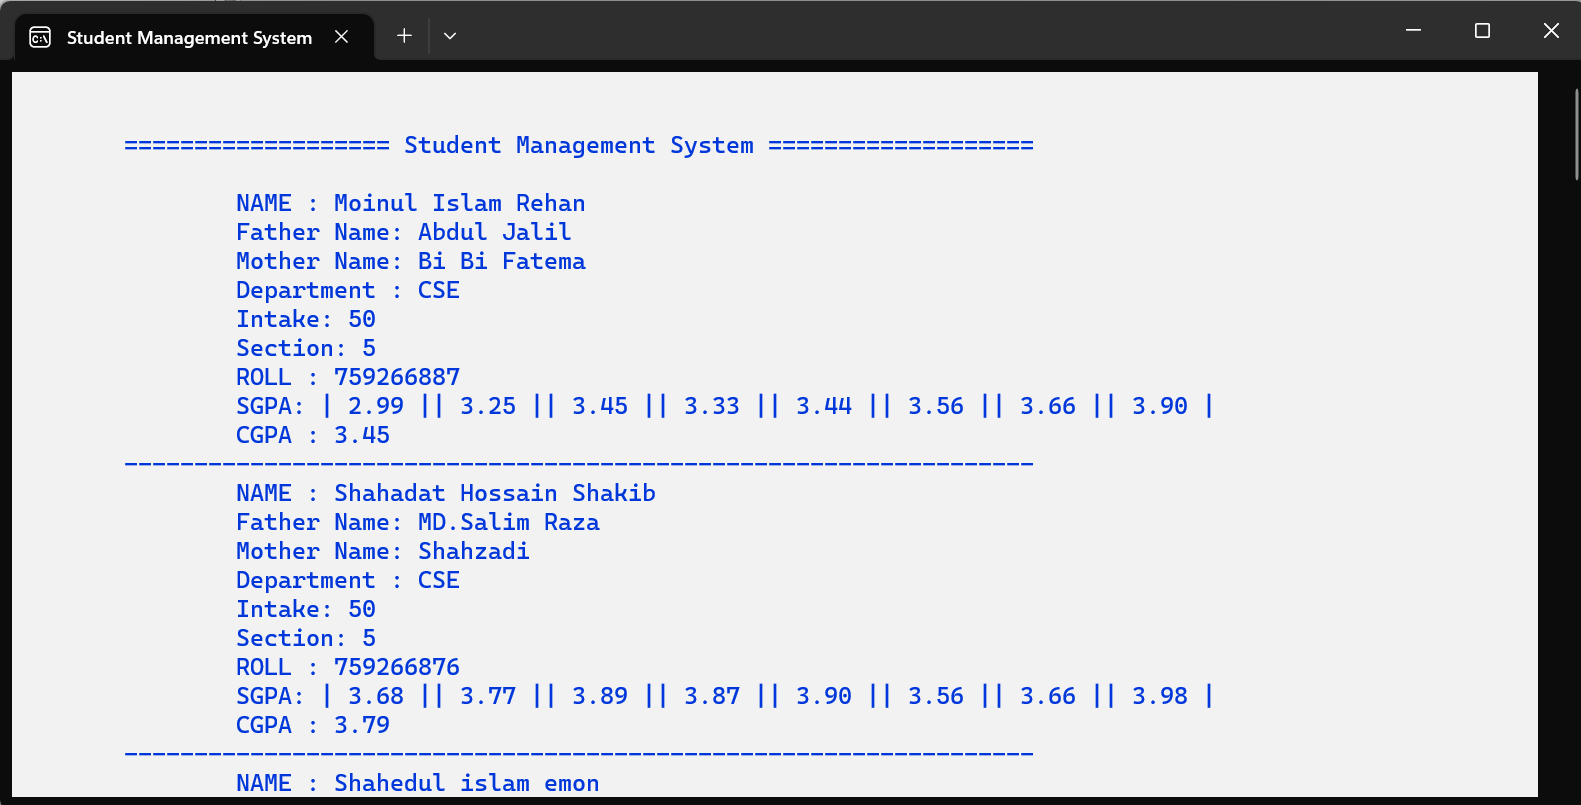 Student Management System
=================== Student Management System ===================
NAME : Moinul Islam Rehan
Father Name: Abdul Jalil
Mother Name: Bi Bi Fatema
Department : CSE
Intake: 50
Section: 5
ROLL : 759266887
SGPA: | 2.99 || 3.25 || 3.45 || 3.33 || 3.44 || 3.56 || 3.66 || 3.90 |
CGPA : 3.45
-----------------------------------------------------------------
NAME : Shahadat Hossain Shakib
Father Name: MD.Salim Raza
Mother Name: Shahzadi
Department : CSE
Intake: 50
Section: 5
ROLL : 759266876
SGPA: | 3.68 || 3.77 || 3.89 || 3.87 || 3.90 || 3.56 || 3.66 || 3.98 |
CGPA : 3.79
-----------------------------------------------------------------
NAME : Shahedul islam emon